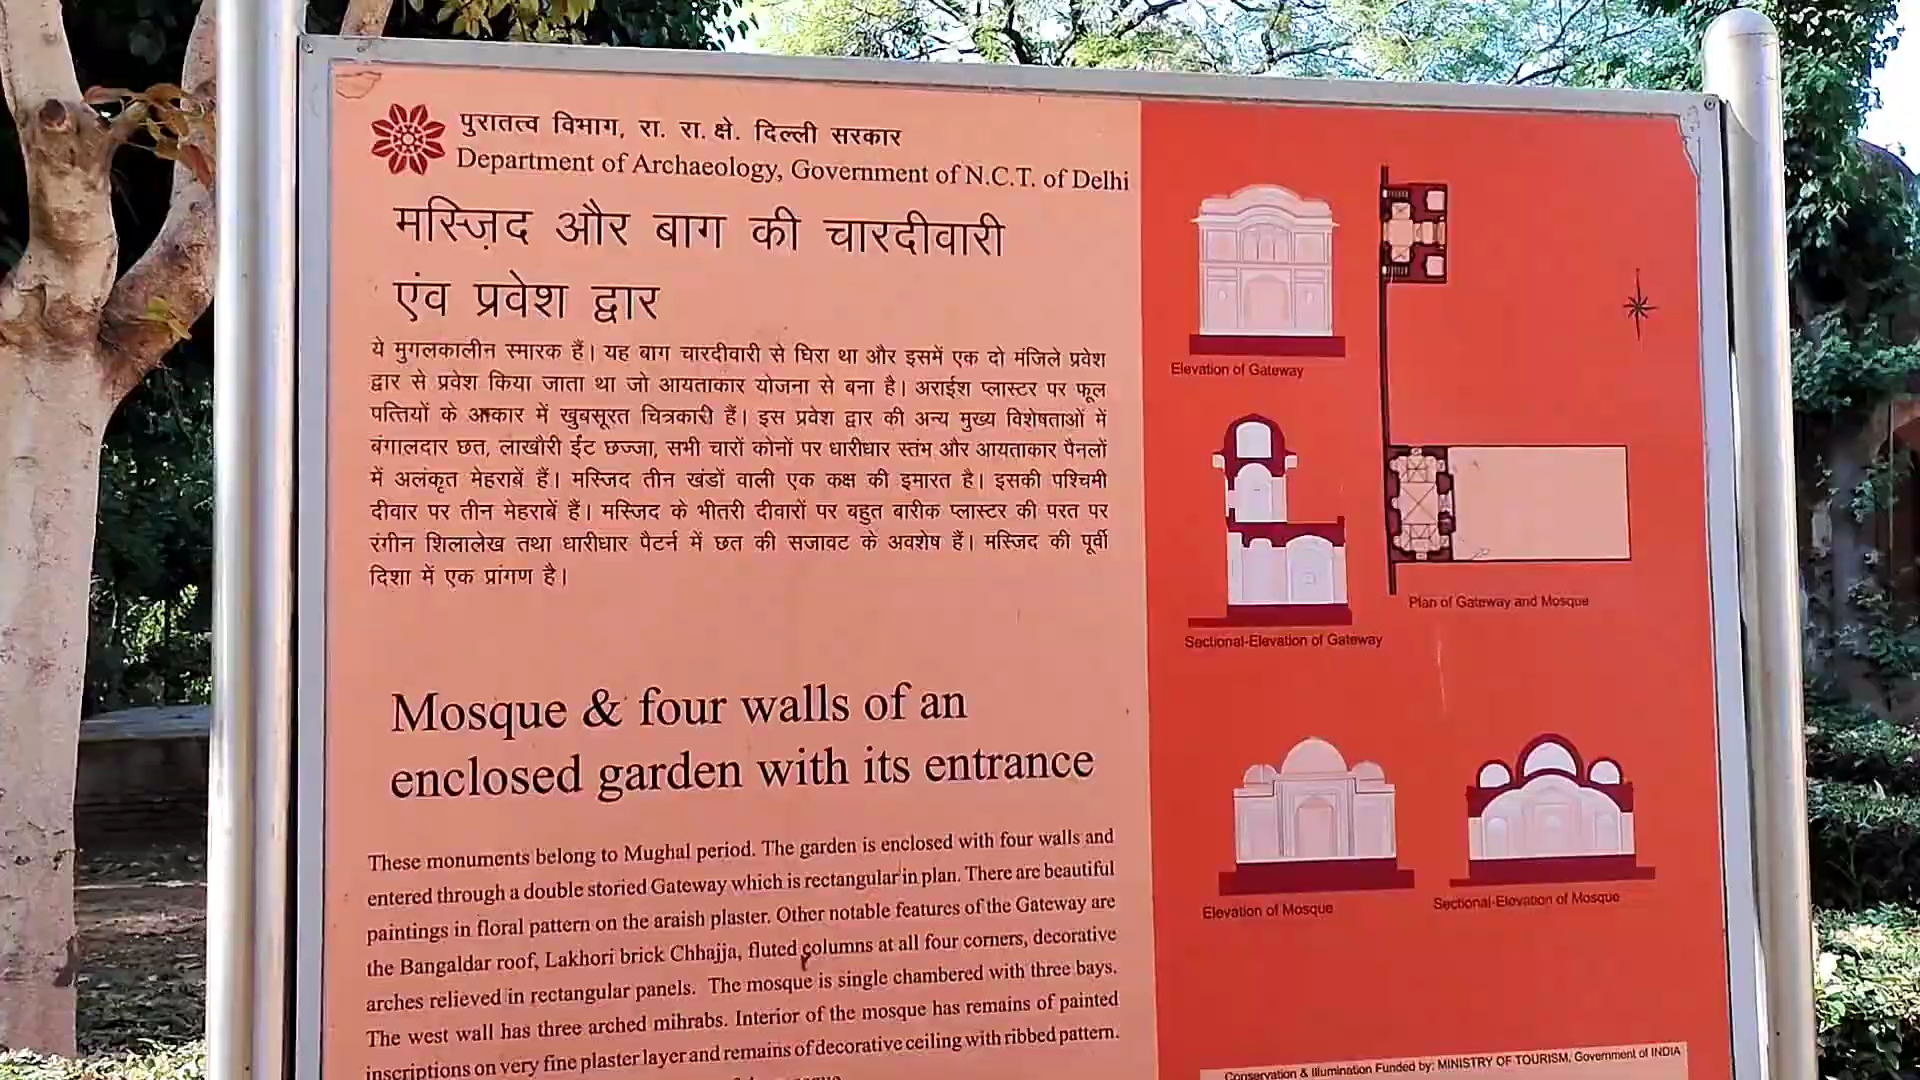 पुरातत्व विभाग, रा. रा. क्षे. दिल्ली सरकार
Department of Archaeology, Government of N.C.T. of Delhi
मस्ज़िद और बाग की चारदीवारी
एंव प्रवेश द्वार
ये मुगलकालीन स्मारक हैं। यह बाग चारदीवारी से घिरा था और इसमें एक दो मंजिले प्रवेश
द्वार से प्रवेश किया जाता था जो आयताकार योजना से बना है। अराईश प्लास्टर पर फूल
पत्तियों के आकार में खुबसूरत चित्रकारी हैं। इस प्रवेश द्वार की अन्य मुख्य विशेषताओं में
बंगालदार छत, लाखौरी ईंट छज्जा, सभी चारों कोनों पर धारीधार स्तंभ और आयताकार पैनलों
में अलंकृत मेहराबें हैं। मस्जिद तीन खंडों वाली एक कक्ष की इमारत है। इसकी पश्चिमी
दीवार पर तीन मेहराबें हैं। मस्जिद के भीतरी दीवारों पर बहुत बारीक प्लास्टर की परत पर
रंगीन शिलालेख तथा धारीधार पैटर्न में छत की सजावट के अवशेष हैं। मस्जिद की पूर्वी
दिशा में एक प्रांगण है।
Mosque & four walls of an
enclosed garden with its entrance
These monuments belong to Mughal period. The garden is enclosed with four walls and
entered through a double storied Gateway which is rectangular in plan. There are beautiful
paintings in floral pattern on the araish plaster. Other notable features of the Gateway are
the Bangaldar roof, Lakhori brick Chhajja, fluted columns at all four corners, decorative
arches relieved in rectangular panels. The mosque is single chambered with three bays.
The west wall has three arched mihrabs. Interior of the mosque has remains of painted
inscriptions on very fine plaster layer and remains of decorative ceiling with ribbed pattern.
Elevation of Gateway
Plan of Gateway and Mosque
Sectional-Elevation of Gateway
Elevation of Mosque
Sectional-Elevation of Mosque
Conservation & Illumination Funded by: MINISTRY OF TOURISM, Government of INDIA